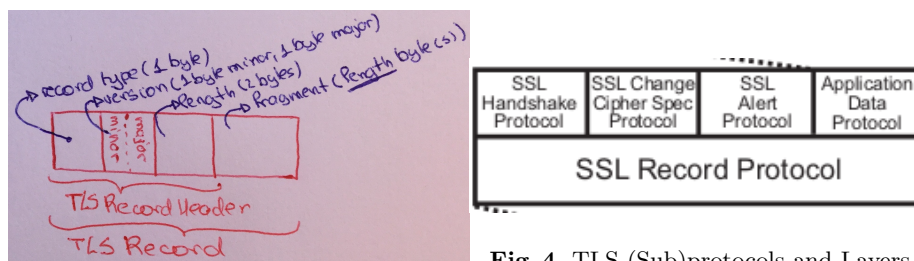 record type (1 byte)
version (1 byte minor, 1 byte major)
length (2 bytes)
fragment (length byte(s))
minor
major
TLS Record Header
TLS Record
SSL Handshake Protocol
SSL Change Cipher Spec Protocol
SSL Alert Protocol
Application Data Protocol
SSL Record Protocol
Fig. 4. TLS (Sub)protocols and Layers